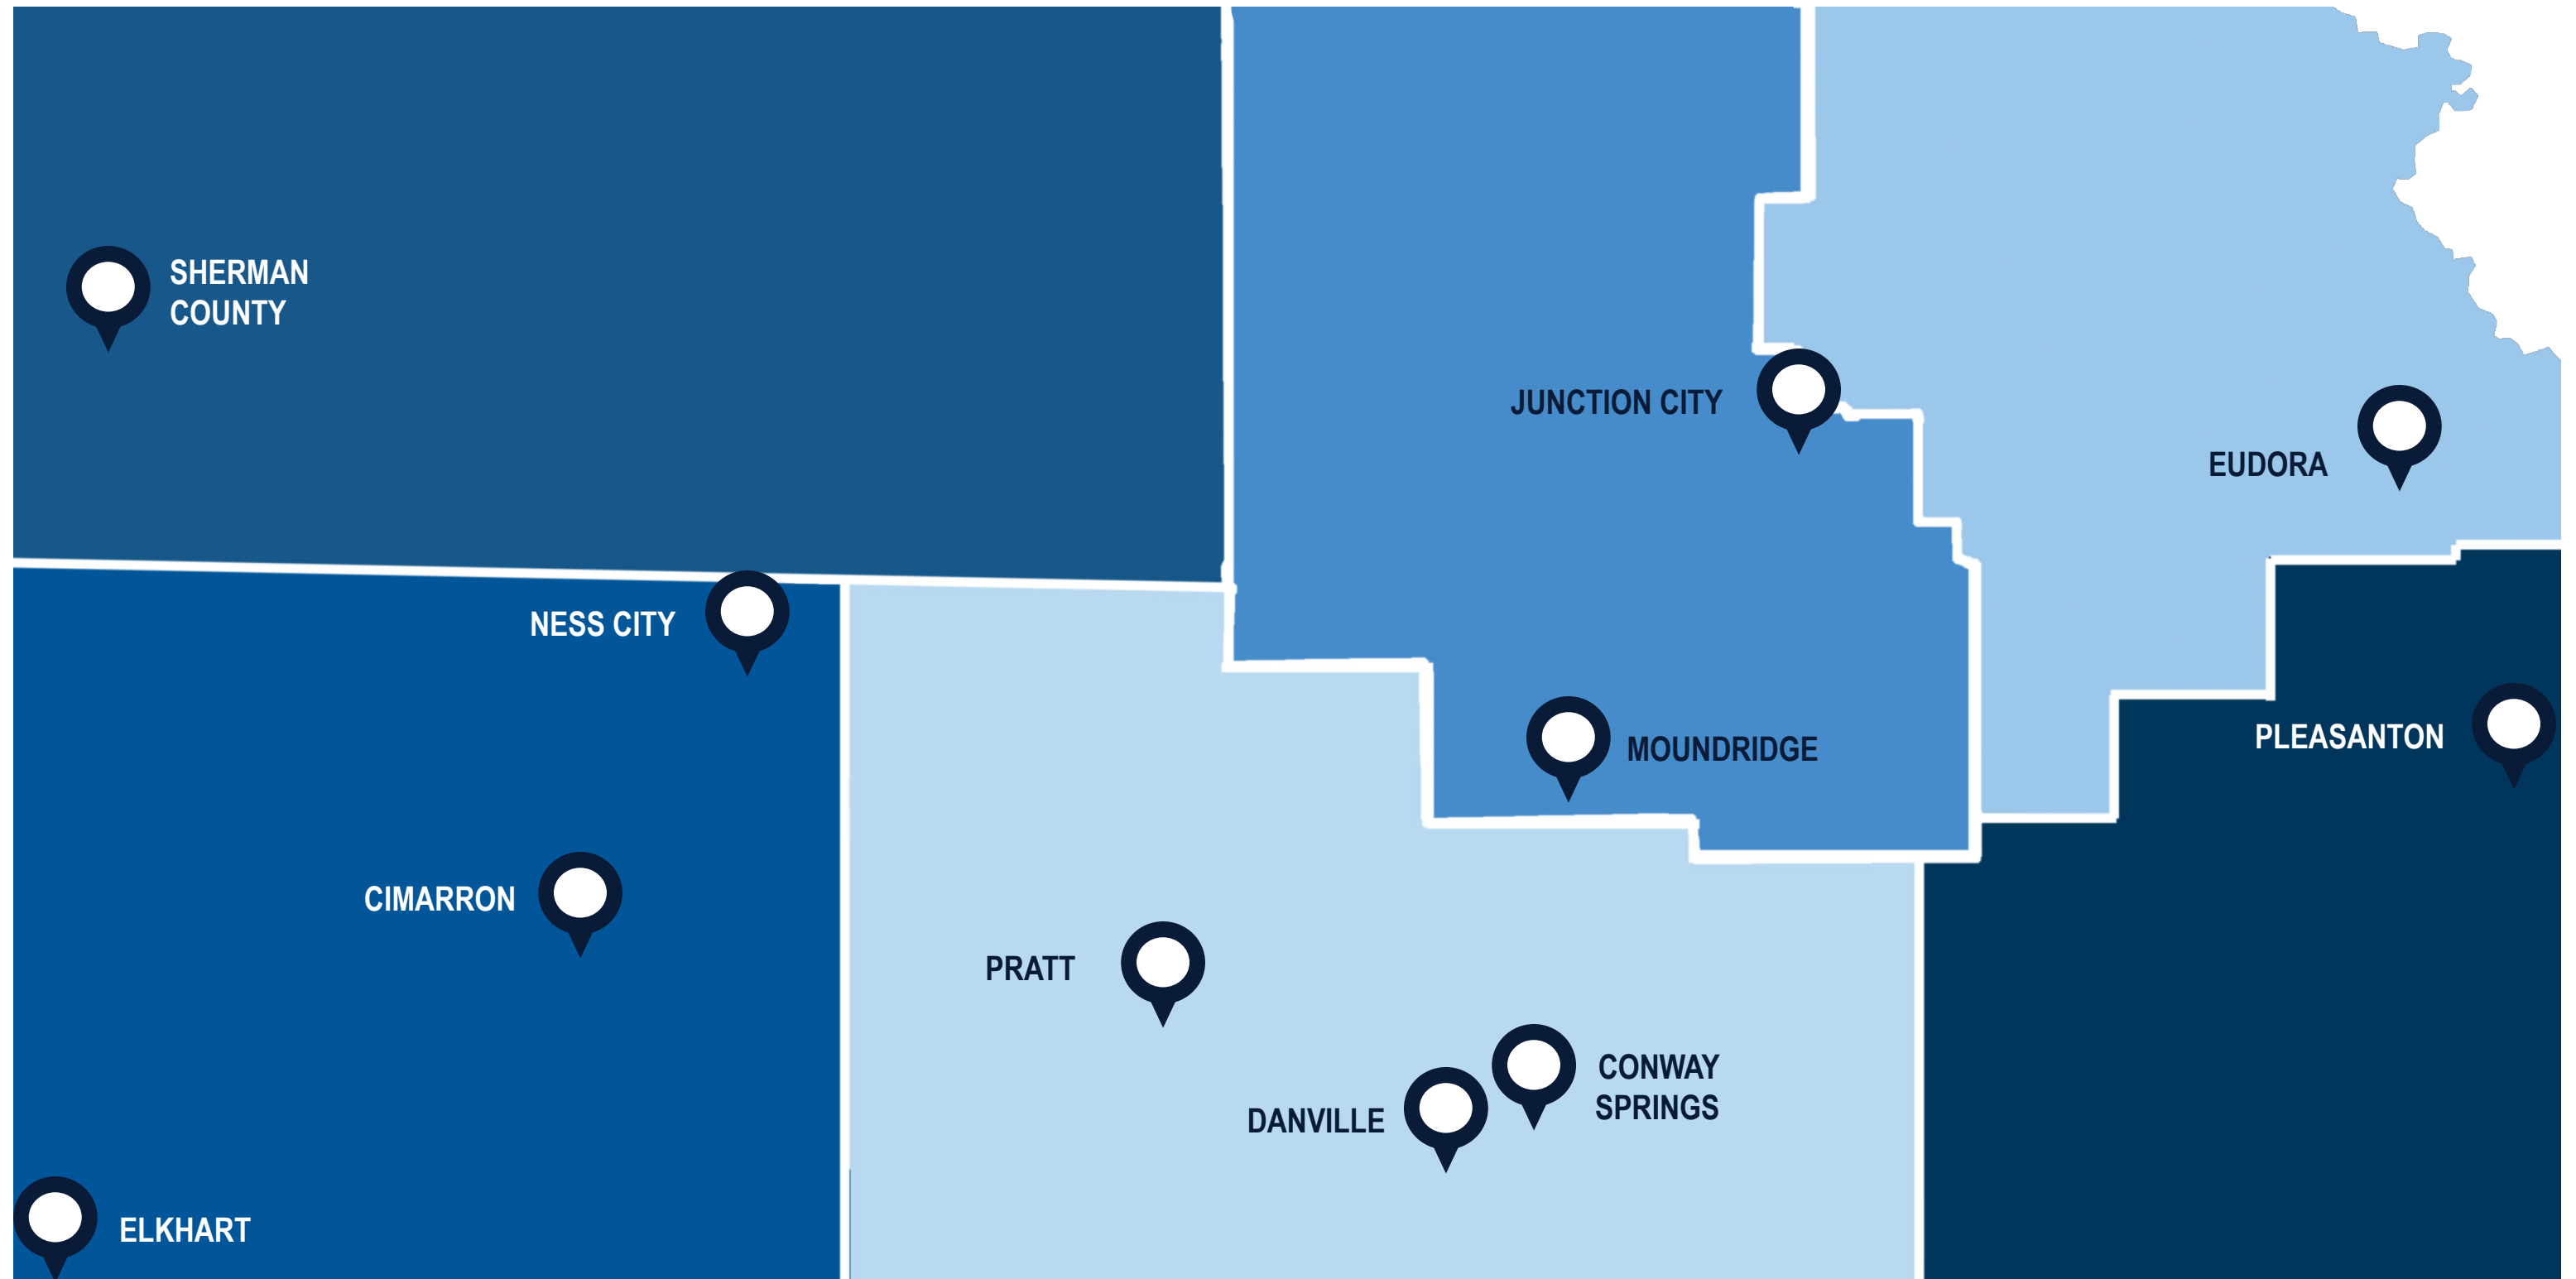 SHERMAN
COUNTY
JUNCTION CITY
EUDORA
NESS CITY
MOUNDRIDGE
PLEASANTON
CIMARRON
PRATT
CONWAY
SPRINGS
DANVILLE
ELKHART